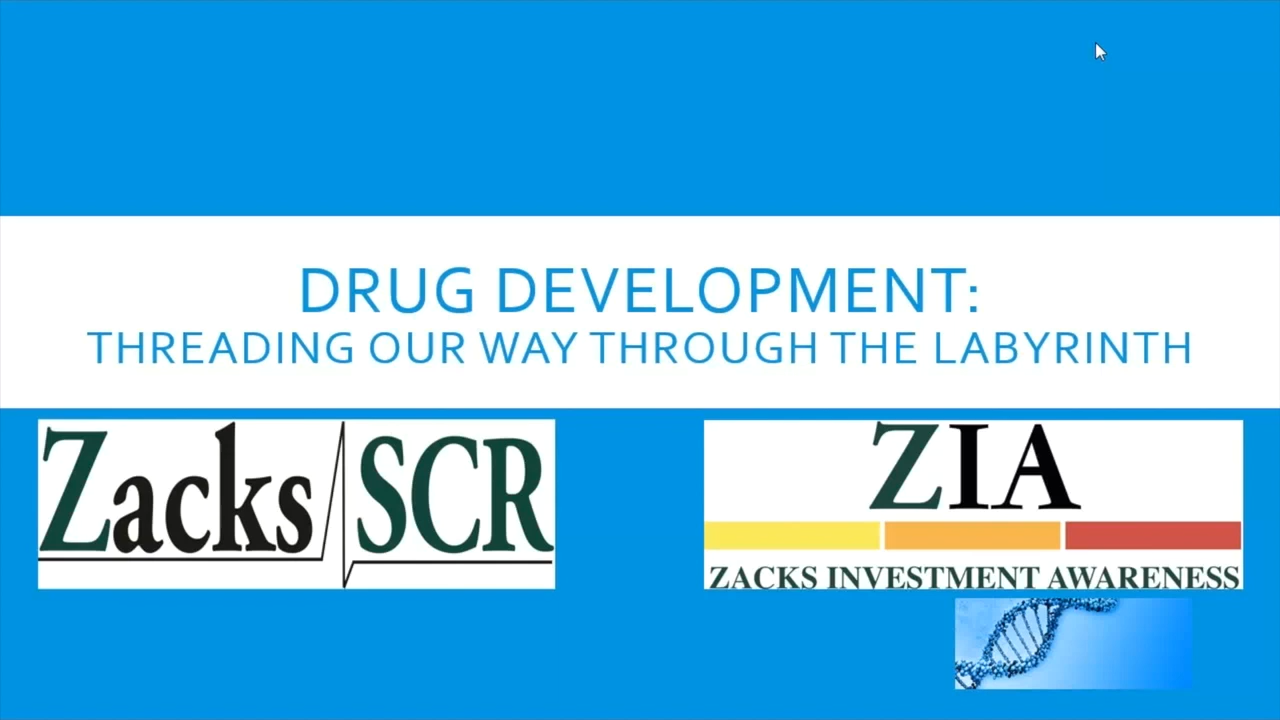 DRUG DEVELOPMENT:
THREADING OUR WAY THROUGH THE LABYRINTH
Zacks SCR
ZIA
ZACKS INVESTMENT AWARENESS